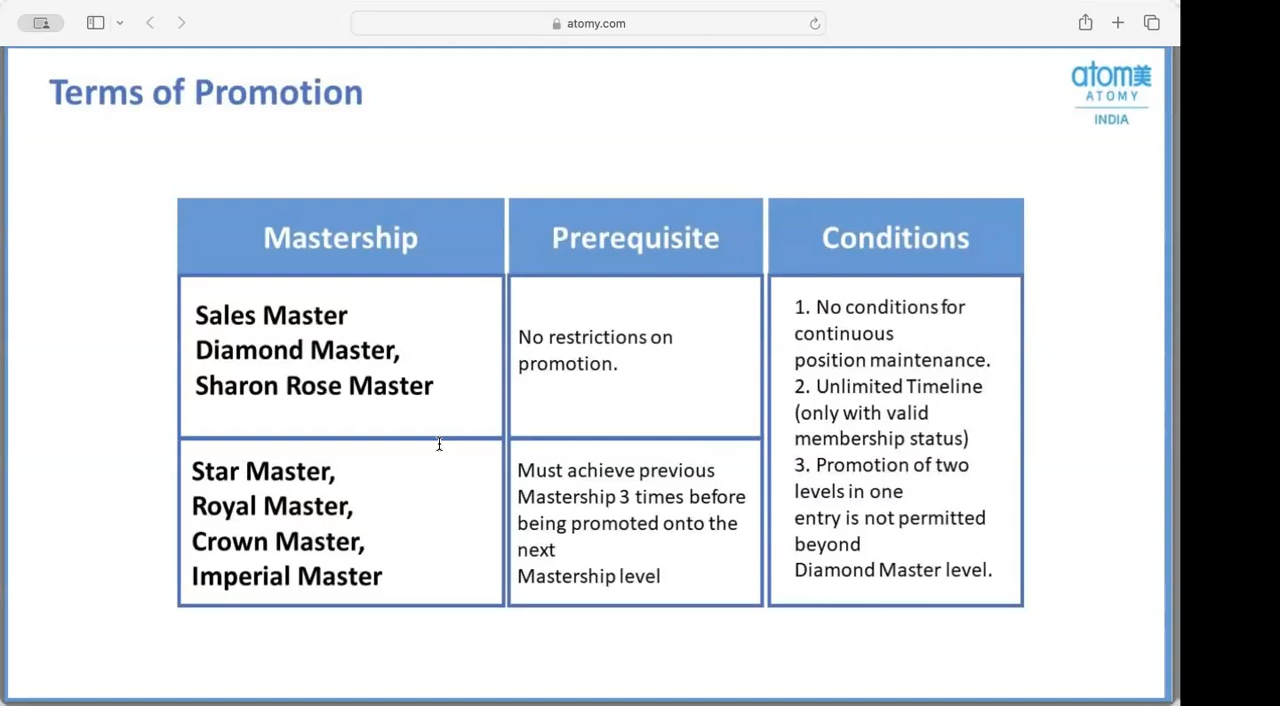 atomy.com
Terms of Promotion
atom美
ATOMY
INDIA
Mastership
Prerequisite
Conditions
Sales Master
Diamond Master,
Sharon Rose Master
No restrictions on
promotion.
1. No conditions for
continuous
position maintenance.
2. Unlimited Timeline
(only with valid
membership status)
3. Promotion of two
levels in one
entry is not permitted
beyond
Diamond Master level.
Star Master,
Royal Master,
Crown Master,
Imperial Master
Must achieve previous
Mastership 3 times before
being promoted onto the
next
Mastership level